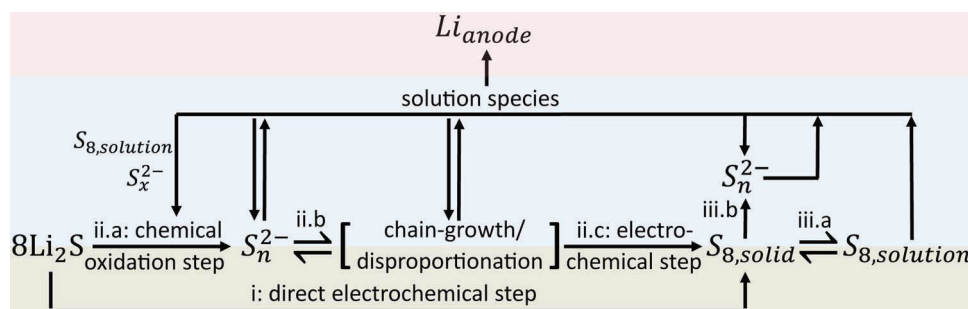 Li_anode
solution species
S_8,solution
S_x^2-
S_n^2-
iii.b
ii.a: chemical
oxidation step
8Li₂S
S_n^2-
ii.b
[ chain-growth/
disproportionation ]
ii.c: electro-
chemical step
S_8,solid
iii.a
S_8,solution
i: direct electrochemical step